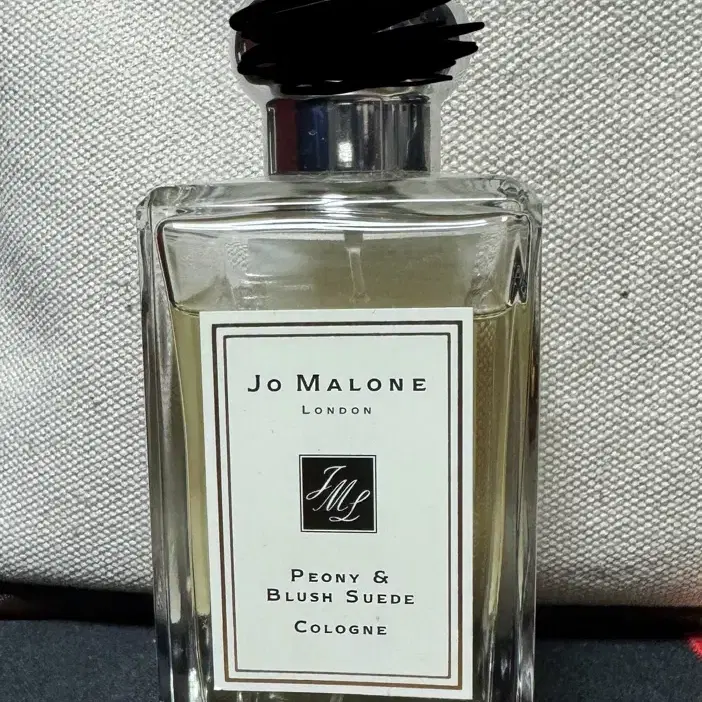 Jo Malone
London
JML
Peony &
Blush Suede
Cologne